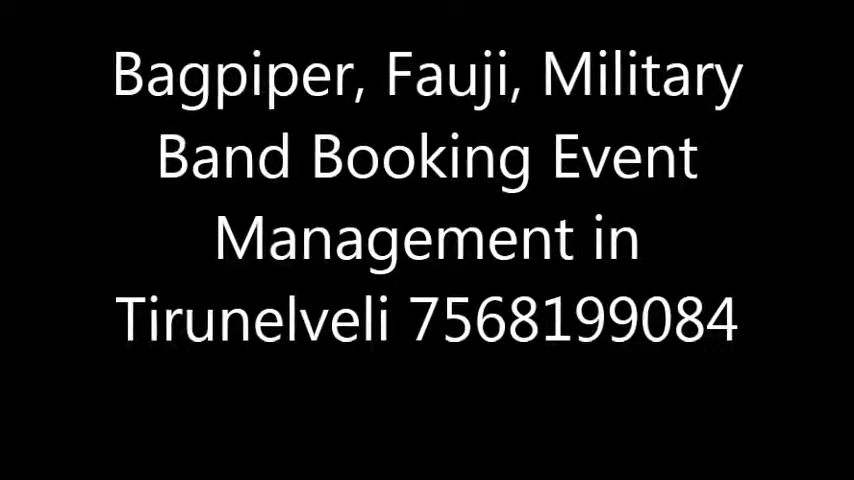 Bagpiper, Fauji, Military
Band Booking Event
Management in
Tirunelveli 7568199084